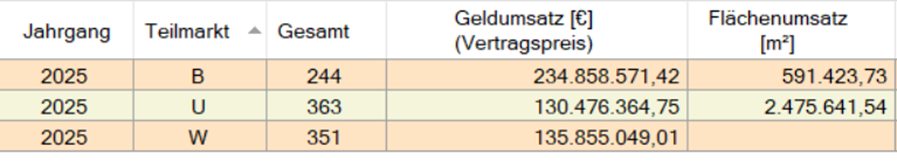 Jahrgang Teilmarkt Gesamt Geldumsatz [€] (Vertragspreis) Flächenumsatz [m²]
2025 B 244 234.858.571,42 591.423,73
2025 U 363 130.476.364,75 2.475.641,54
2025 W 351 135.855.049,01